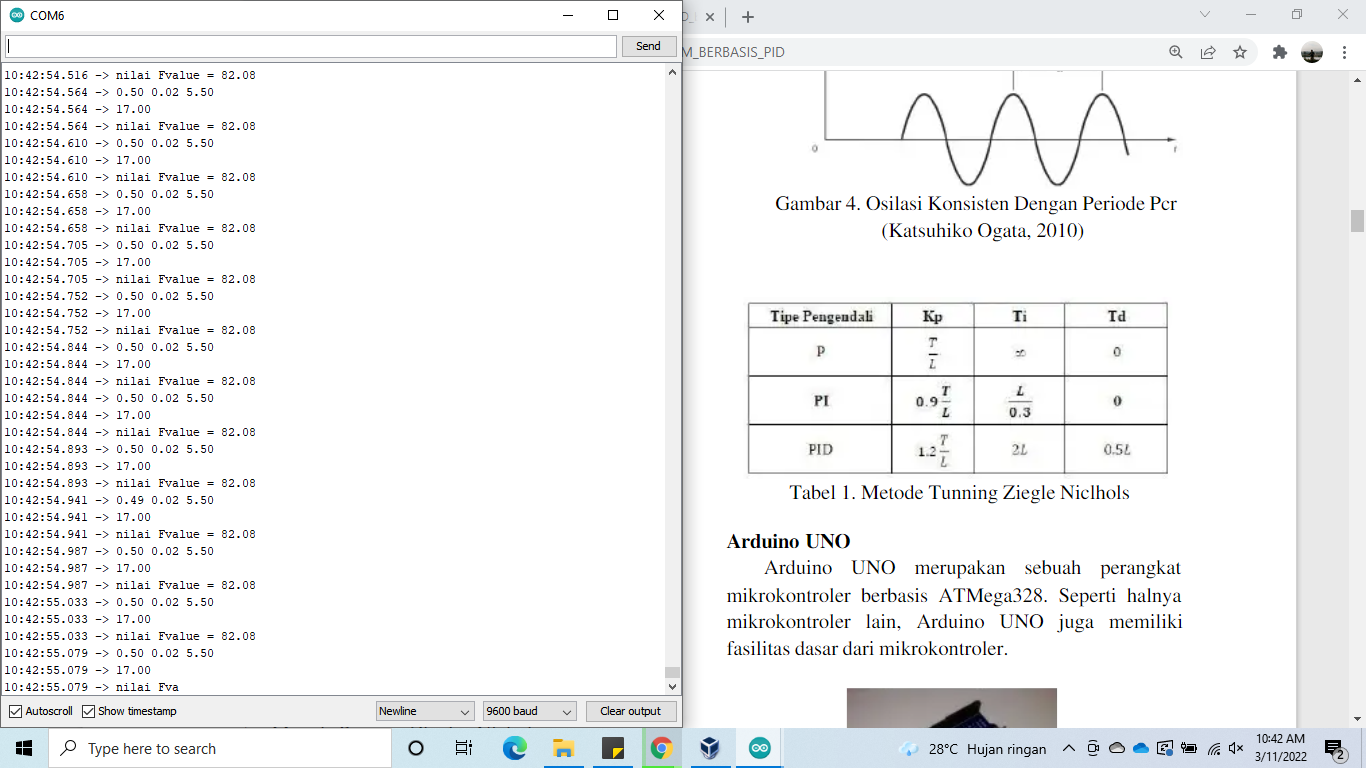 COM6
Send
10:42:54.516 -> nilai Fvalue = 82.08
10:42:54.564 -> 0.50 0.02 5.50
10:42:54.564 -> 17.00
10:42:54.564 -> nilai Fvalue = 82.08
10:42:54.610 -> 0.50 0.02 5.50
10:42:54.610 -> 17.00
10:42:54.610 -> nilai Fvalue = 82.08
10:42:54.658 -> 0.50 0.02 5.50
10:42:54.658 -> 17.00
10:42:54.658 -> nilai Fvalue = 82.08
10:42:54.705 -> 0.50 0.02 5.50
10:42:54.705 -> 17.00
10:42:54.705 -> nilai Fvalue = 82.08
10:42:54.752 -> 0.50 0.02 5.50
10:42:54.752 -> 17.00
10:42:54.752 -> nilai Fvalue = 82.08
10:42:54.844 -> 0.50 0.02 5.50
10:42:54.844 -> 17.00
10:42:54.844 -> nilai Fvalue = 82.08
10:42:54.844 -> 0.50 0.02 5.50
10:42:54.844 -> 17.00
10:42:54.844 -> nilai Fvalue = 82.08
10:42:54.893 -> 0.50 0.02 5.50
10:42:54.893 -> 17.00
10:42:54.893 -> nilai Fvalue = 82.08
10:42:54.941 -> 0.49 0.02 5.50
10:42:54.941 -> 17.00
10:42:54.941 -> nilai Fvalue = 82.08
10:42:54.987 -> 0.50 0.02 5.50
10:42:54.987 -> 17.00
10:42:54.987 -> nilai Fvalue = 82.08
10:42:55.033 -> 0.50 0.02 5.50
10:42:55.033 -> 17.00
10:42:55.033 -> nilai Fvalue = 82.08
10:42:55.079 -> 0.50 0.02 5.50
10:42:55.079 -> 17.00
10:42:55.079 -> nilai Fva
Autoscroll Show timestamp Newline 9600 baud Clear output
M_BERBASIS_PID
0 t
Gambar 4. Osilasi Konsisten Dengan Periode Pcr
(Katsuhiko Ogata, 2010)
Tipe Pengendali Kp Ti Td
P T/L ∞ 0
PI 0.9 T/L L/0.3 0
PID 1.2 T/L 2L 0.5L
Tabel 1. Metode Tunning Ziegle Niclhols
Arduino UNO
Arduino UNO merupakan sebuah perangkat
mikrokontroler berbasis ATMega328. Seperti halnya
mikrokontroler lain, Arduino UNO juga memiliki
fasilitas dasar dari mikrokontroler.
Type here to search
28°C Hujan ringan
10:42 AM
3/11/2022
2